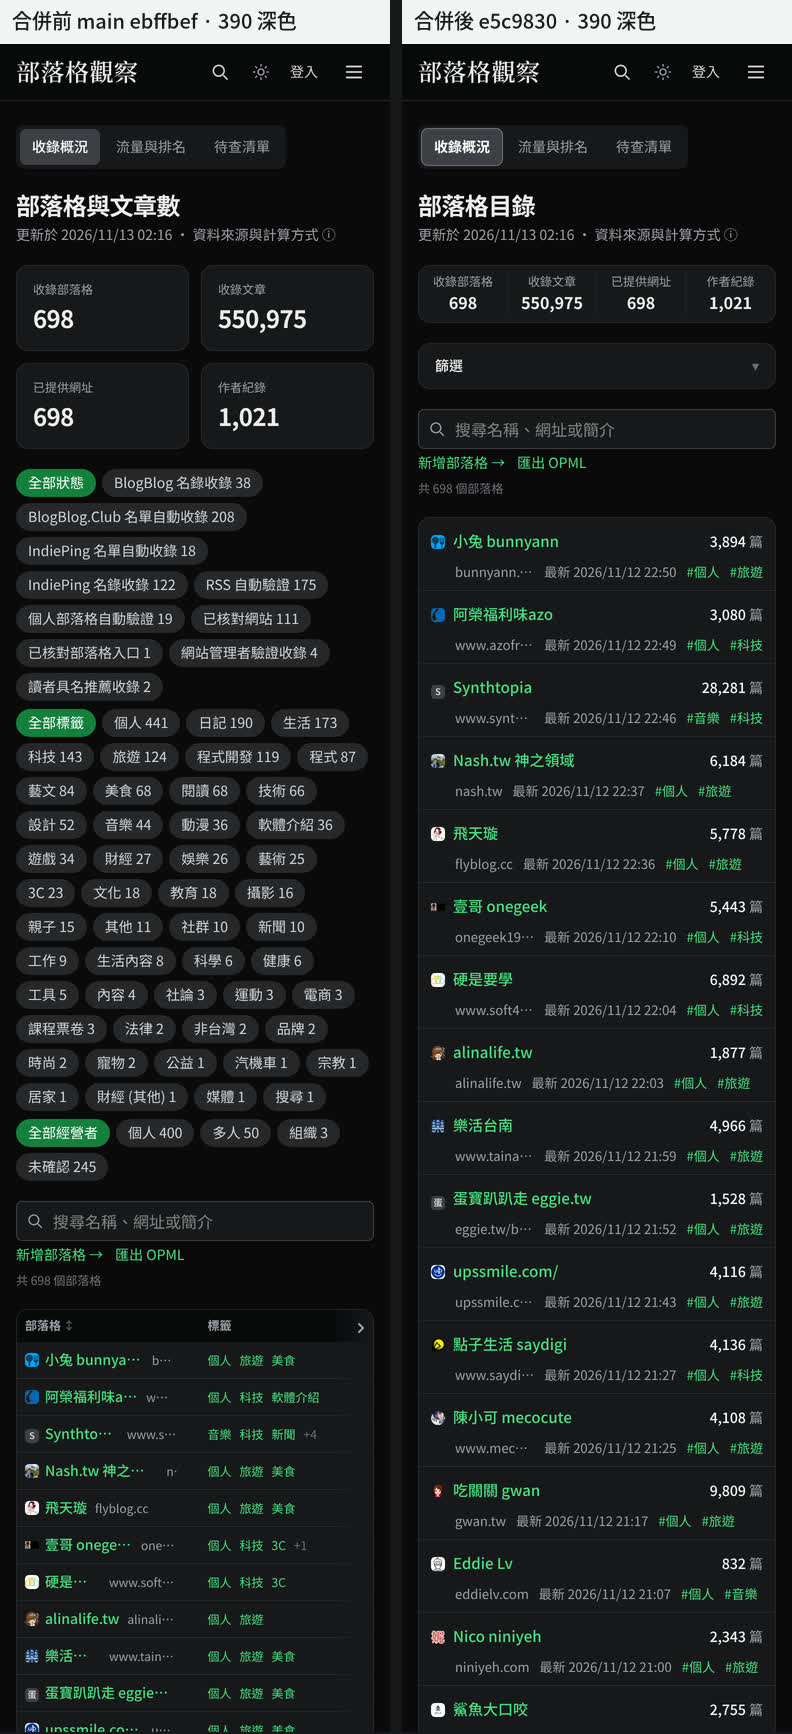 合併前 main ebffbef · 390 深色
部落格觀察
登入
收錄概況 流量與排名 待查清單
部落格與文章數
更新於 2026/11/13 02:16 · 資料來源與計算方式 ⓘ
收錄部落格 收錄文章
698 550,975
已提供網址 作者紀錄
698 1,021
全部狀態 BlogBlog 名錄收錄 38
BlogBlog.Club 名單自動收錄 208
IndiePing 名單自動收錄 18
IndiePing 名錄收錄 122 RSS 自動驗證 175
個人部落格自動驗證 19 已核對網站 111
已核對部落格入口 1 網站管理者驗證收錄 4
讀者具名推薦收錄 2
全部標籤 個人 441 日記 190 生活 173
科技 143 旅遊 124 程式開發 119 程式 87
藝文 84 美食 68 閱讀 68 技術 66
設計 52 音樂 44 動漫 36 軟體介紹 36
遊戲 34 財經 27 娛樂 26 藝術 25
3C 23 文化 18 教育 18 攝影 16
親子 15 其他 11 社群 10 新聞 10
工作 9 生活內容 8 科學 6 健康 6
工具 5 內容 4 社論 3 運動 3 電商 3
課程票卷 3 法律 2 非台灣 2 品牌 2
時尚 2 寵物 2 公益 1 汽機車 1 宗教 1
居家 1 財經 (其他) 1 媒體 1 搜尋 1
全部經營者 個人 400 多人 50 組織 3
未確認 245
搜尋名稱、網址或簡介
新增部落格 → 匯出 OPML
共 698 個部落格
部落格 ↕ 標籤
小兔 bunnya… b… 個人 旅遊 美食
阿榮福利味a… w… 個人 科技 軟體介紹
S Synthto… www.s… 音樂 科技 新聞 +4
Nash.tw 神之… n· 個人 旅遊 美食
飛天璇 flyblog.cc 個人 旅遊 美食
壹哥 onege… one… 個人 科技 3C +1
硬是… www.soft… 個人 科技 3C
alinalife.tw alinali… 個人 旅遊
樂活… www.tain… 個人 旅遊 美食
蛋 蛋寶趴趴走 eggie… 個人 旅遊 美食
upssmile.co… u… 個人 旅遊 美食
合併後 e5c9830 · 390 深色
部落格觀察
登入
收錄概況 流量與排名 待查清單
部落格目錄
更新於 2026/11/13 02:16 · 資料來源與計算方式 ⓘ
收錄部落格 收錄文章 已提供網址 作者紀錄
698 550,975 698 1,021
篩選 ▾
搜尋名稱、網址或簡介
新增部落格 → 匯出 OPML
共 698 個部落格
小兔 bunnyann 3,894 篇
bunnyann.… 最新 2026/11/12 22:50 #個人 #旅遊
阿榮福利味azo 3,080 篇
www.azofr… 最新 2026/11/12 22:49 #個人 #科技
S Synthtopia 28,281 篇
www.synt… 最新 2026/11/12 22:46 #音樂 #科技
Nash.tw 神之領域 6,184 篇
nash.tw 最新 2026/11/12 22:37 #個人 #旅遊
飛天璇 5,778 篇
flyblog.cc 最新 2026/11/12 22:36 #個人 #旅遊
壹哥 onegeek 5,443 篇
onegeek19… 最新 2026/11/12 22:10 #個人 #科技
硬是要學 6,892 篇
www.soft4… 最新 2026/11/12 22:04 #個人 #科技
alinalife.tw 1,877 篇
alinalife.tw 最新 2026/11/12 22:03 #個人 #旅遊
樂活台南 4,966 篇
www.taina… 最新 2026/11/12 21:59 #個人 #旅遊
蛋 蛋寶趴趴走 eggie.tw 1,528 篇
eggie.tw/b… 最新 2026/11/12 21:52 #個人 #旅遊
upssmile.com/ 4,116 篇
upssmile.c… 最新 2026/11/12 21:43 #個人 #旅遊
點子生活 saydigi 4,136 篇
www.saydi… 最新 2026/11/12 21:27 #個人 #科技
陳小可 mecocute 4,108 篇
www.mec… 最新 2026/11/12 21:25 #個人 #旅遊
吃關關 gwan 9,809 篇
gwan.tw 最新 2026/11/12 21:17 #個人 #旅遊
Eddie Lv 832 篇
eddielv.com 最新 2026/11/12 21:07 #個人 #音樂
Nico niniyeh 2,343 篇
niniyeh.com 最新 2026/11/12 21:00 #個人 #旅遊
鯊魚大口咬 2,755 篇